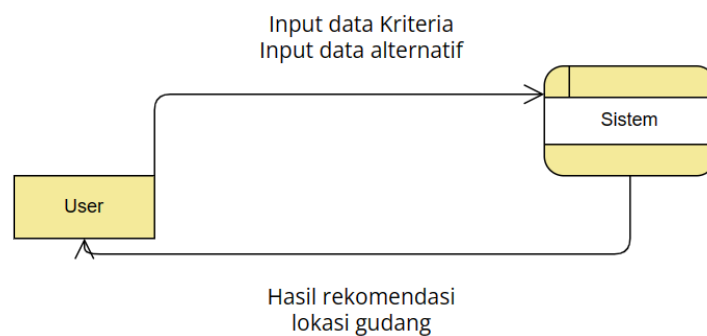 Input data Kriteria
Input data alternatif
Sistem
User
Hasil rekomendasi
lokasi gudang